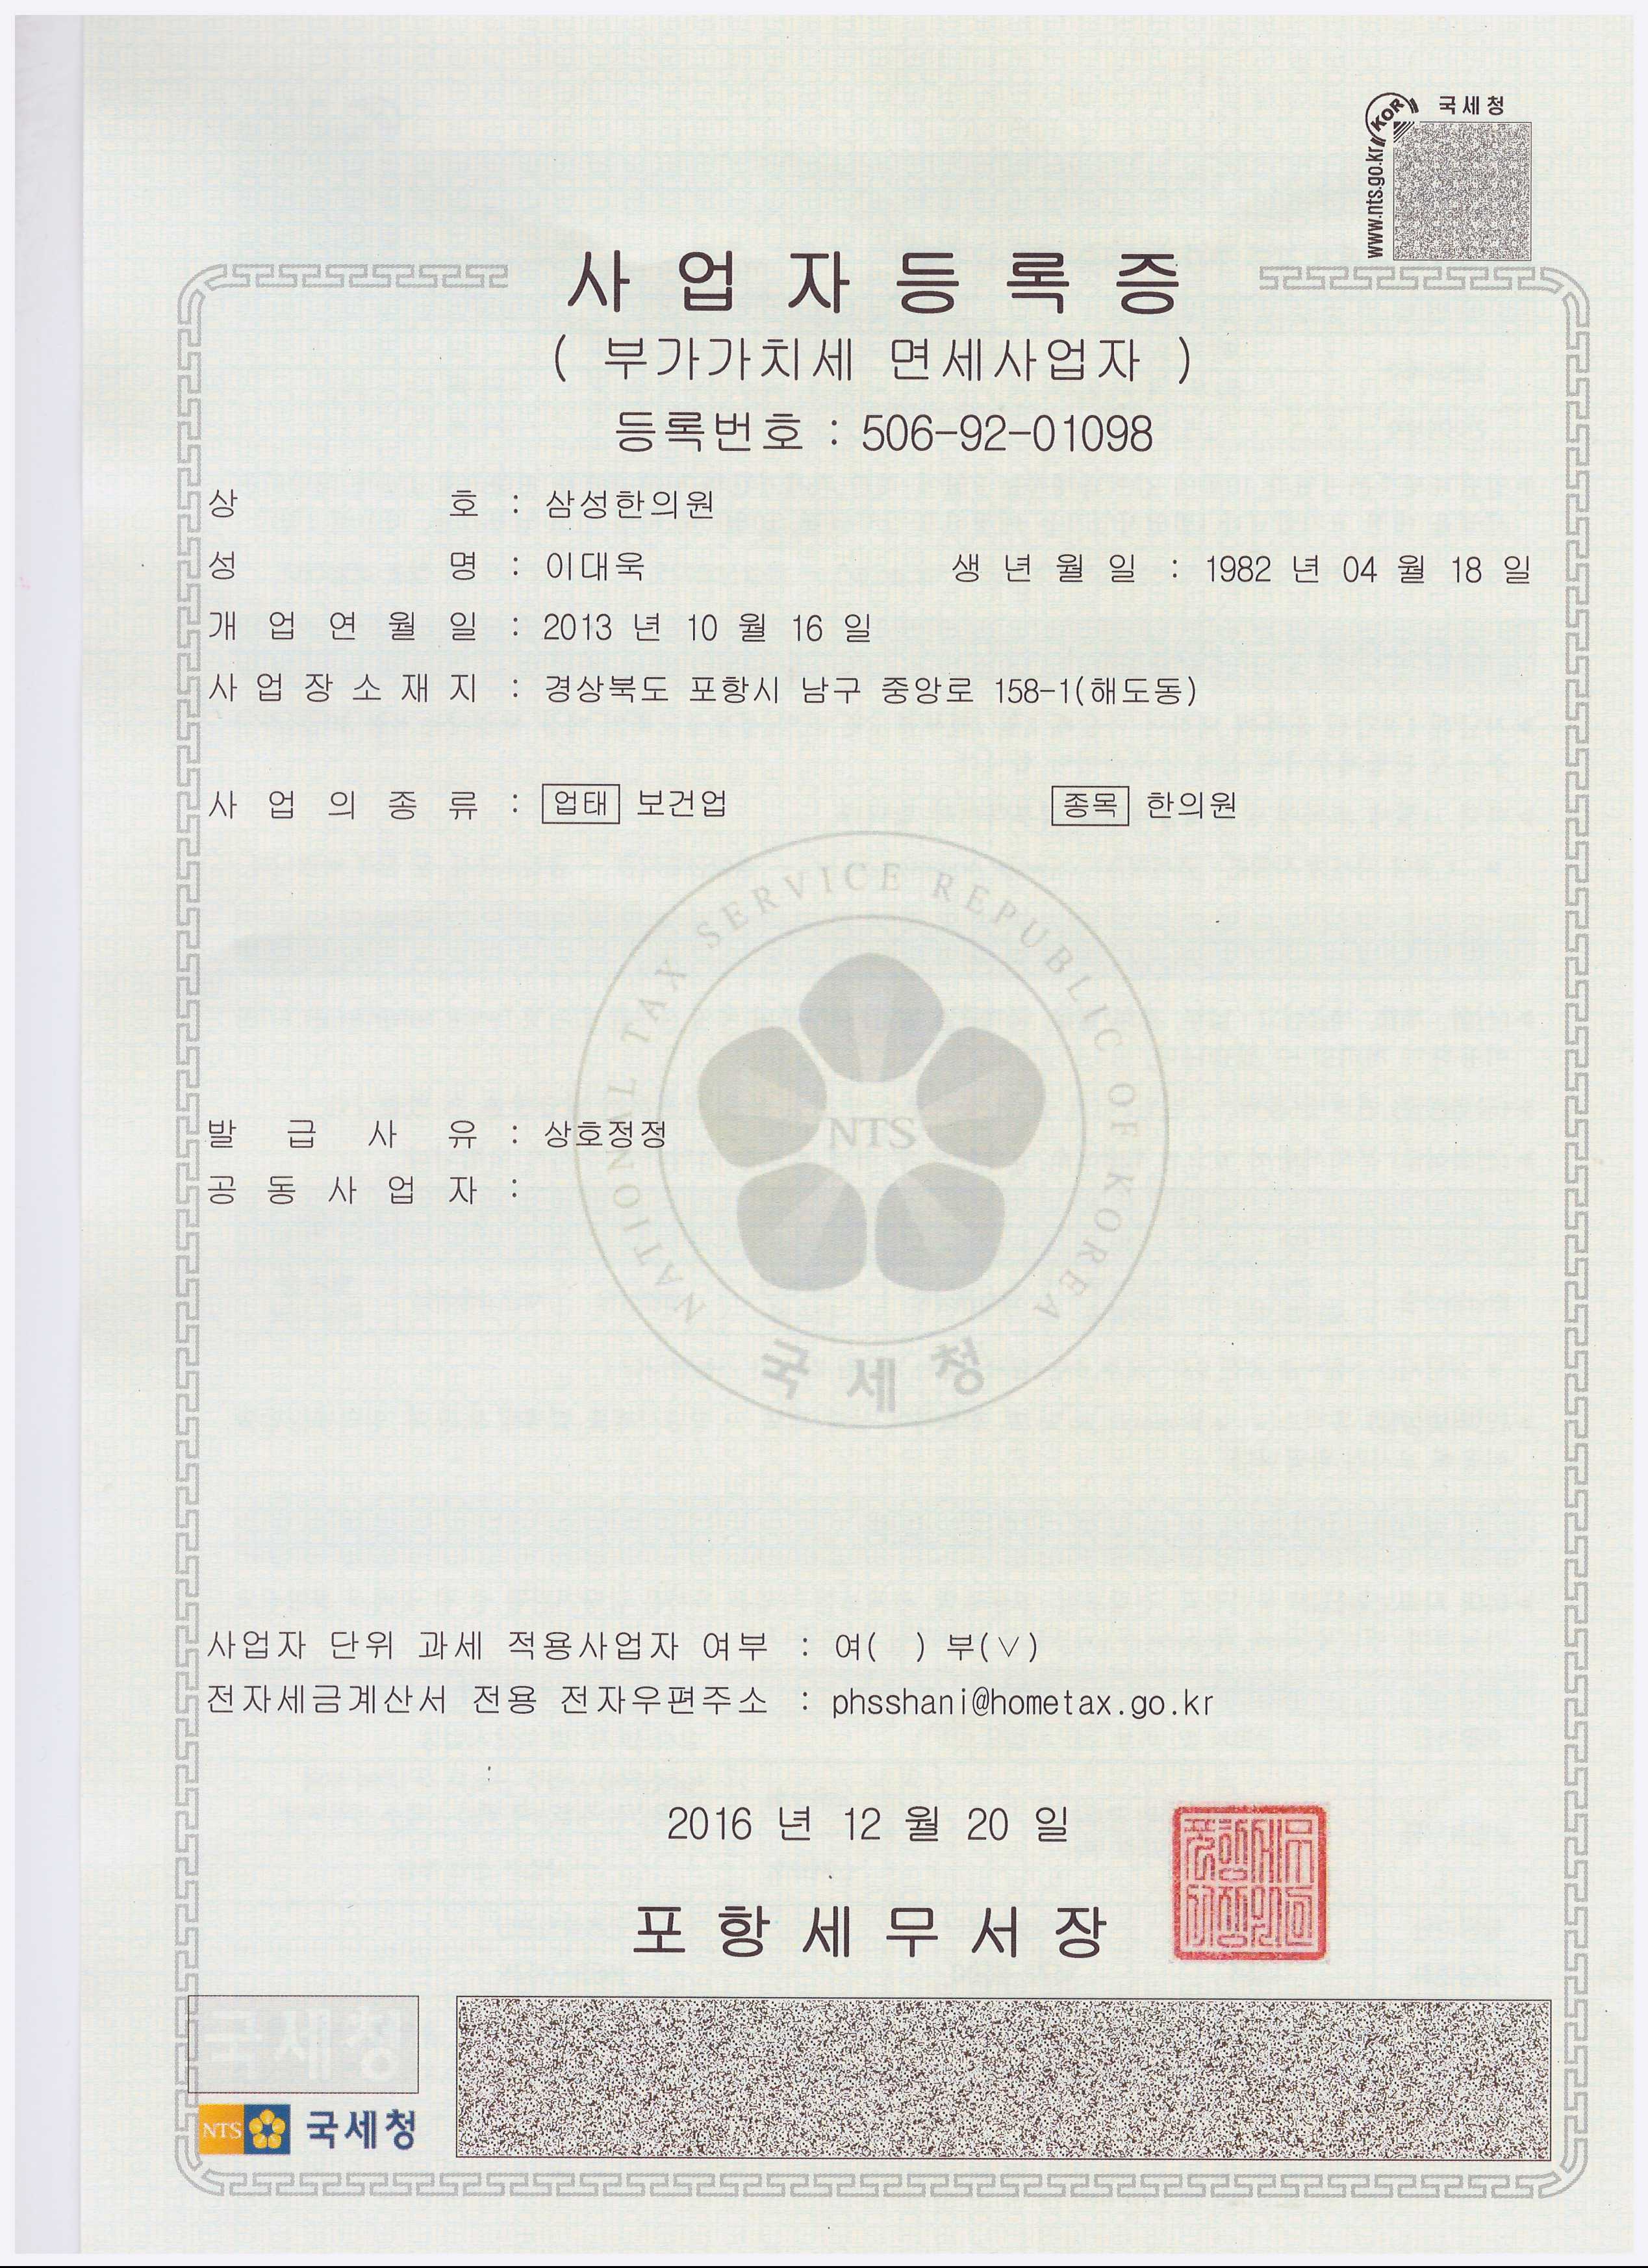 국세청
KOR
www.nts.go.kr
사 업 자 등 록 증
( 부가가치세 면세사업자 )
등록번호 : 506-92-01098
상 호 : 삼성한의원
성 명 : 이대욱 생 년 월 일 : 1982 년 04 월 18 일
개 업 연 월 일 : 2013 년 10 월 16 일
사 업 장 소 재 지 : 경상북도 포항시 남구 중앙로 158-1(해도동)
사 업 의 종 류 : 업태 보건업 종목 한의원
NATIONAL TAX SERVICE REPUBLIC OF KOREA
NTS
국세청
발 급 사 유 : 상호정정
공 동 사 업 자 :
사업자 단위 과세 적용사업자 여부 : 여( ) 부(∨)
전자세금계산서 전용 전자우편주소 : phsshani@hometax.go.kr
2016 년 12 월 20 일
포 항 세 무 서 장
국세청
NTS 국세청